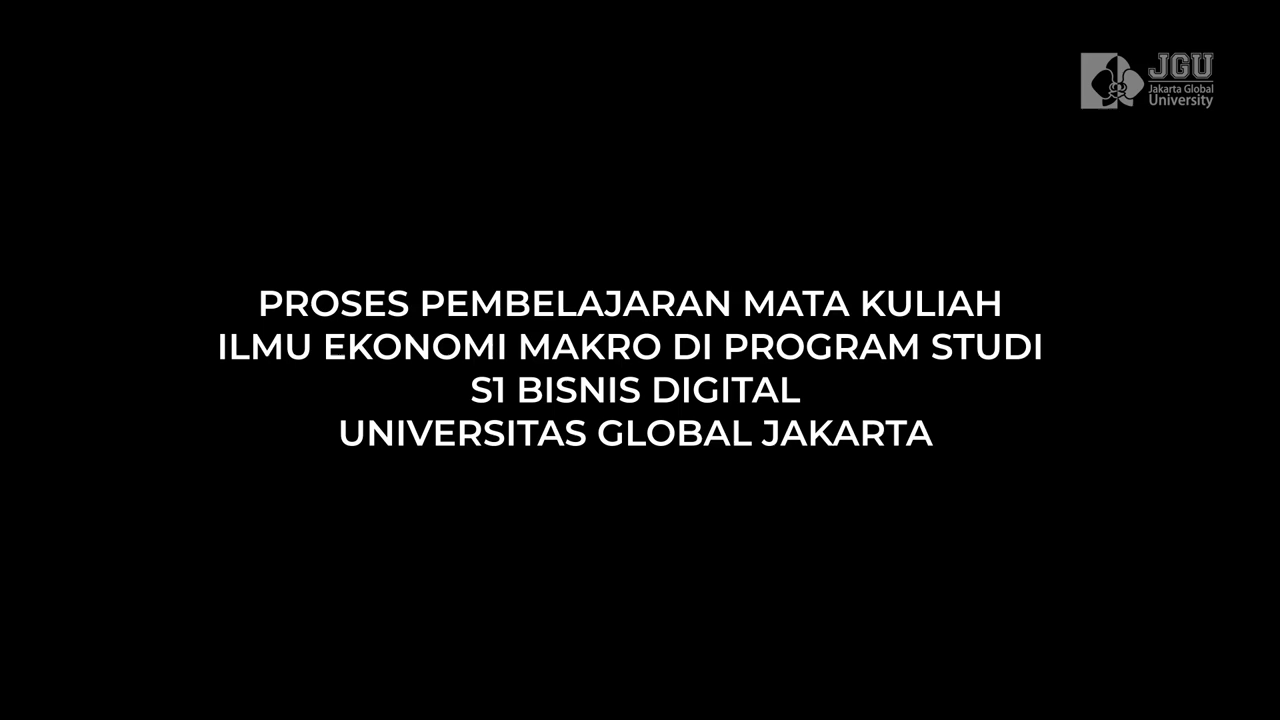 JGU
Jakarta Global
University
PROSES PEMBELAJARAN MATA KULIAH
ILMU EKONOMI MAKRO DI PROGRAM STUDI
S1 BISNIS DIGITAL
UNIVERSITAS GLOBAL JAKARTA